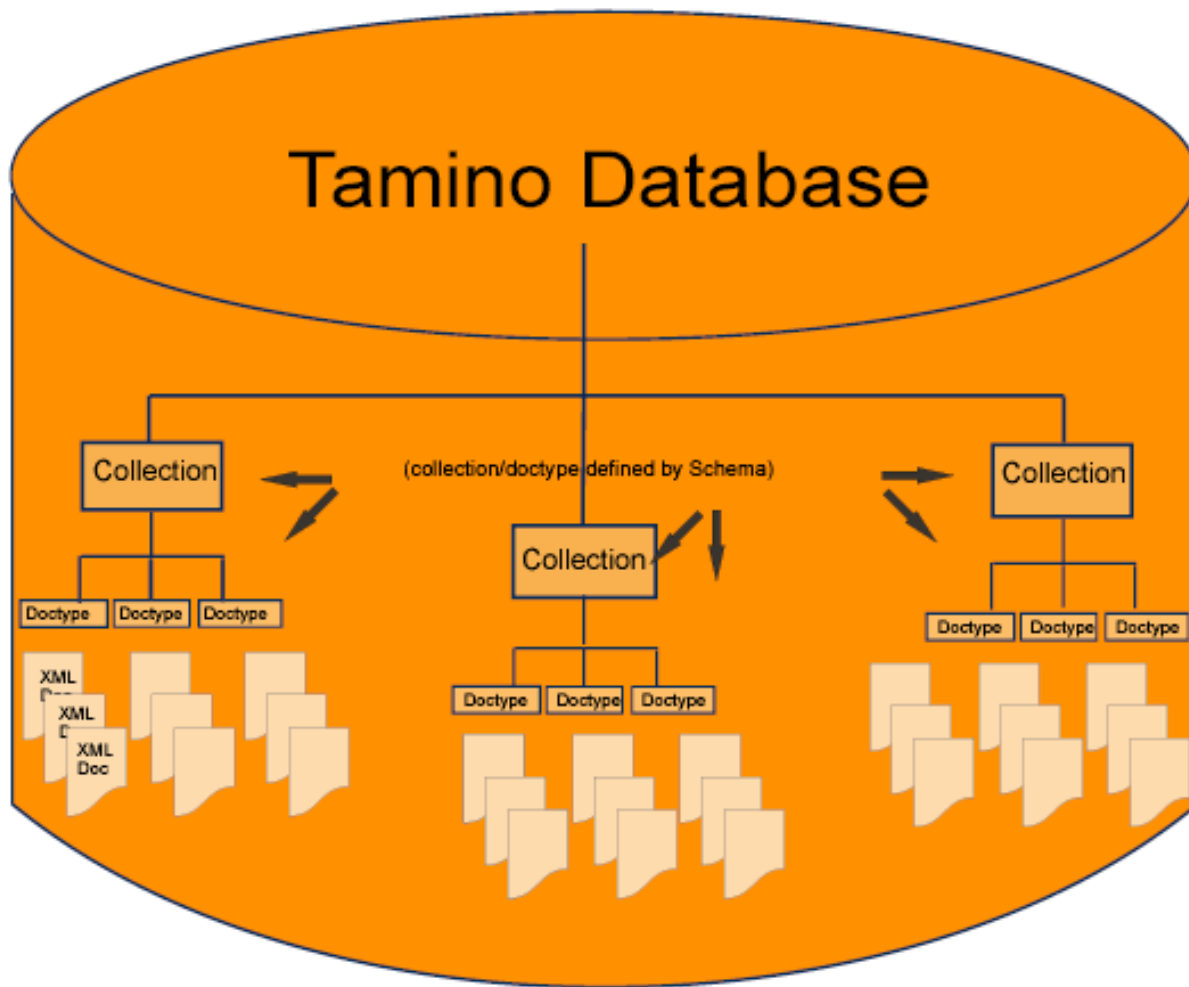 Tamino Database
Collection
(collection/doctype defined by Schema)
Collection
Collection
Doctype
Doctype
Doctype
Doctype
Doctype
Doctype
XML
Doc
XML
D
XML
Doc
Doctype
Doctype
Doctype